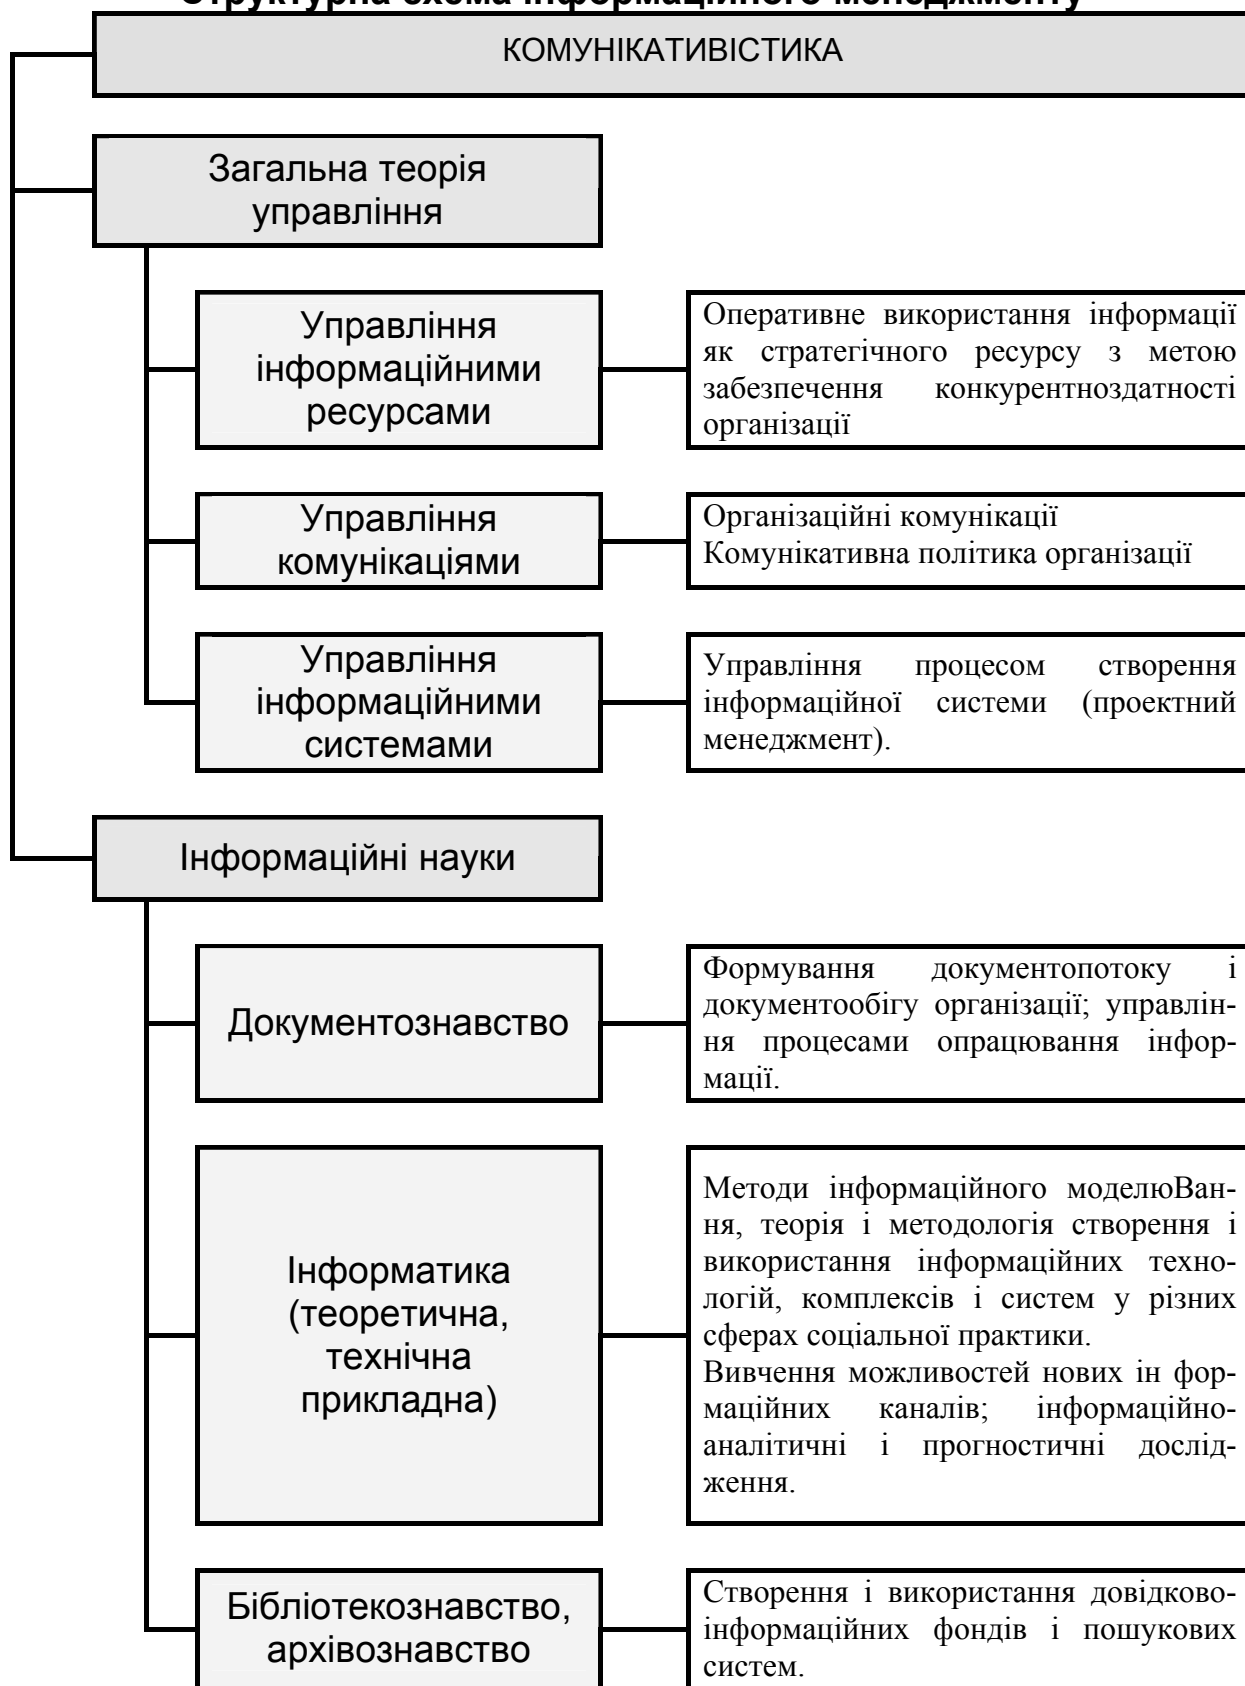 Структурна схема інформаційного менеджменту
КОМУНІКАТИВІСТИКА
Загальна теорія
управління
Управління
інформаційними
ресурсами
Оперативне використання інформації
як стратегічного ресурсу з метою
забезпечення конкурентноздатності
організації
Управління
комунікаціями
Організаційні комунікації
Комунікативна політика організації
Управління
інформаційними
системами
Управління процесом створення
інформаційної системи (проектний
менеджмент).
Інформаційні науки
Документознавство
Формування документопотоку і
документообігу організації; управлін-
ня процесами опрацювання інфор-
мації.
Інформатика
(теоретична,
технічна
прикладна)
Методи інформаційного моделюВан-
ня, теорія і методологія створення і
використання інформаційних техно-
логій, комплексів і систем у різних
сферах соціальної практики.
Вивчення можливостей нових ін фор-
маційних каналів; інформаційно-
аналітичні і прогностичні дослід-
ження.
Бібліотекознавство,
архівознавство
Створення і використання довідково-
інформаційних фондів і пошукових
систем.